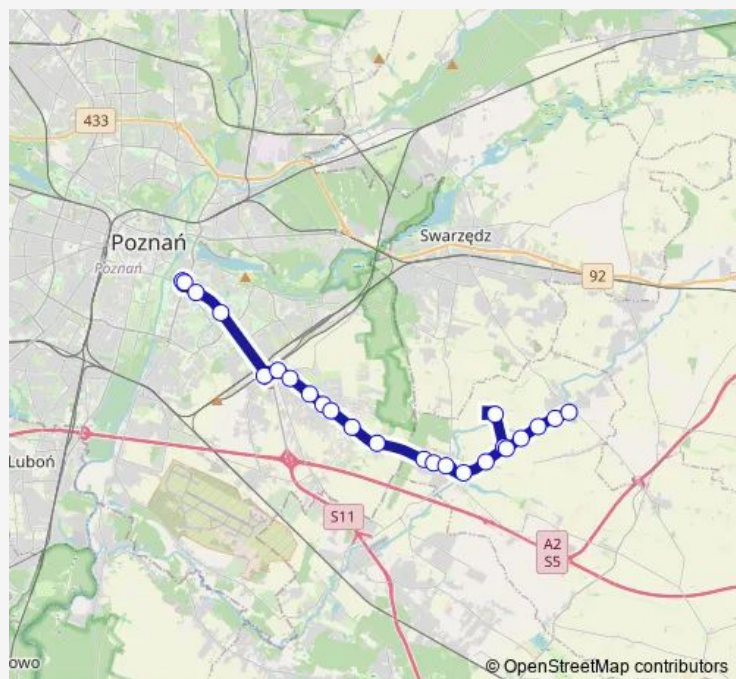 433
Poznań
Poznań
Swarzędz
92
Luboń
S11
A2
S5
owo
© OpenStreetMap contributors